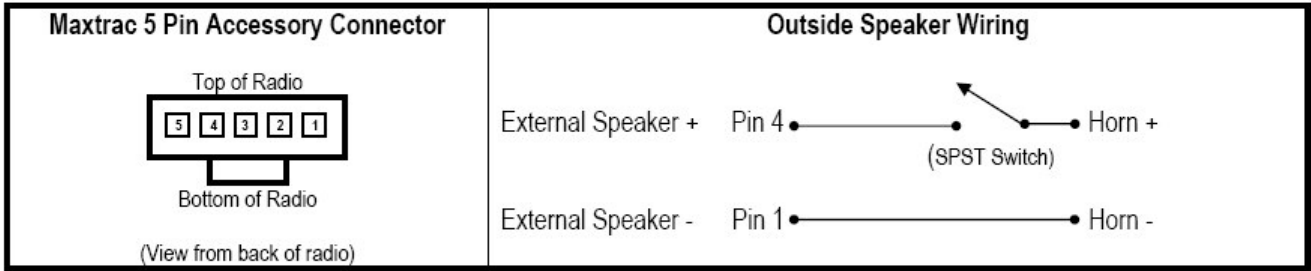 Maxtrac 5 Pin Accessory Connector
Top of Radio
5 4 3 2 1
Bottom of Radio
(View from back of radio)
Outside Speaker Wiring
External Speaker + Pin 4 Horn +
(SPST Switch)
External Speaker - Pin 1 Horn -